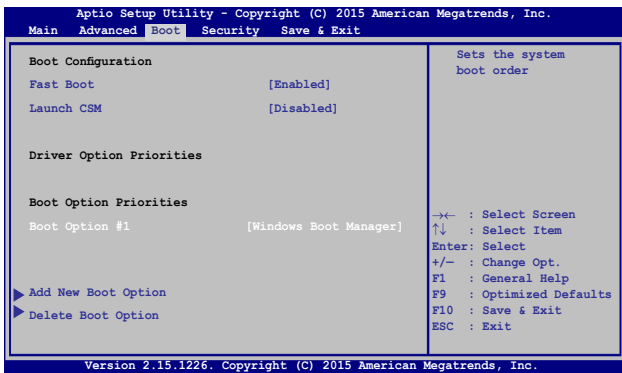 Aptio Setup Utility - Copyright (C) 2015 American Megatrends, Inc.
Main Advanced Boot Security Save & Exit
Boot Configuration
Fast Boot [Enabled]
Launch CSM [Disabled]
Driver Option Priorities
Boot Option Priorities
Boot Option #1 [Windows Boot Manager]
Add New Boot Option
Delete Boot Option
Sets the system
boot order
→← : Select Screen
↑↓ : Select Item
Enter: Select
+/— : Change Opt.
F1 : General Help
F9 : Optimized Defaults
F10 : Save & Exit
ESC : Exit
Version 2.15.1226. Copyright (C) 2015 American Megatrends, Inc.